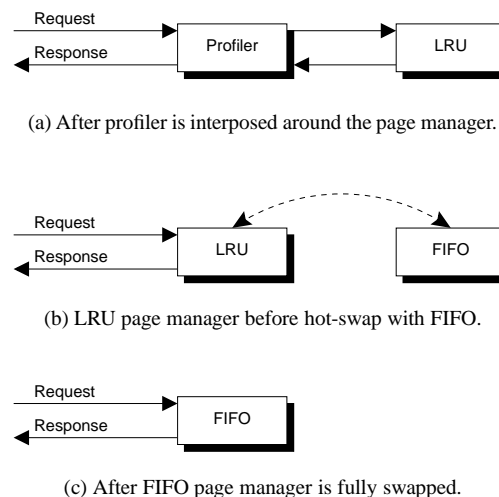 Request
Response
Profiler
LRU
(a) After profiler is interposed around the page manager.
Request
Response
LRU
FIFO
(b) LRU page manager before hot-swap with FIFO.
Request
Response
FIFO
(c) After FIFO page manager is fully swapped.